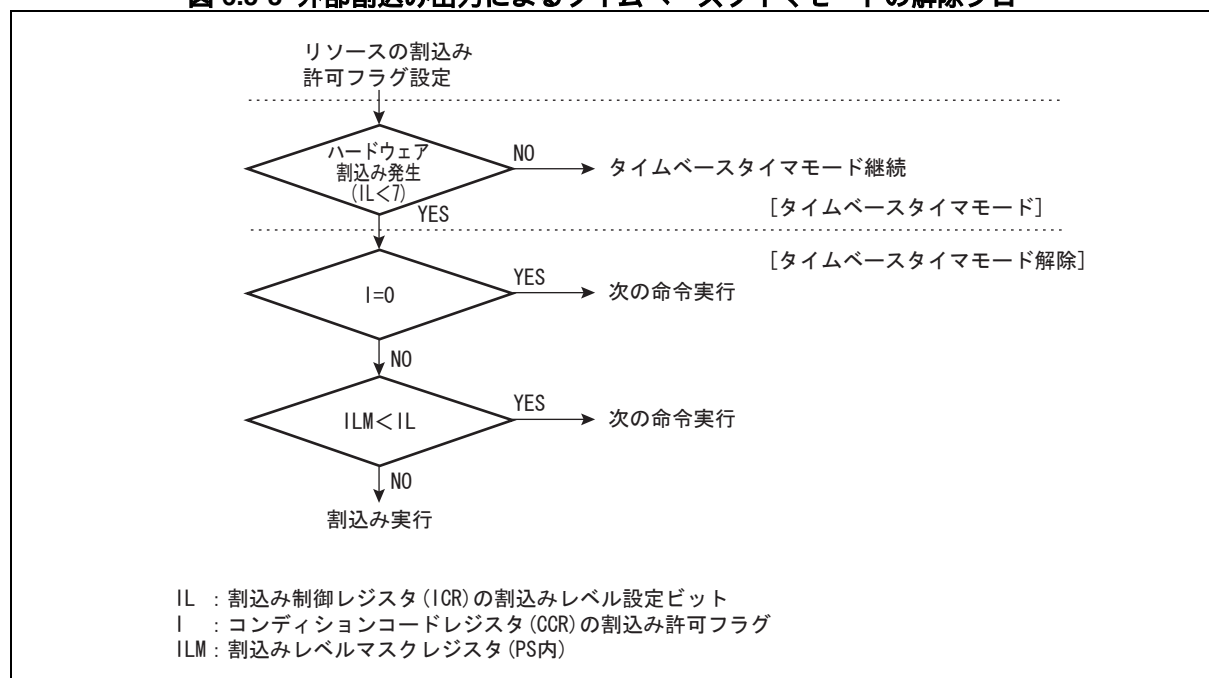 リソースの割込み
許可フラグ設定
ハードウェア
割込み発生
(IL<7)
NO
タイムベースタイマモード継続
YES
[タイムベースタイマモード]
[タイムベースタイマモード解除]
I=0
YES
次の命令実行
NO
ILM<IL
YES
次の命令実行
NO
割込み実行
IL :割込み制御レジスタ(ICR)の割込みレベル設定ビット
I :コンディションコードレジスタ(CCR)の割込み許可フラグ
ILM:割込みレベルマスクレジスタ(PS内)